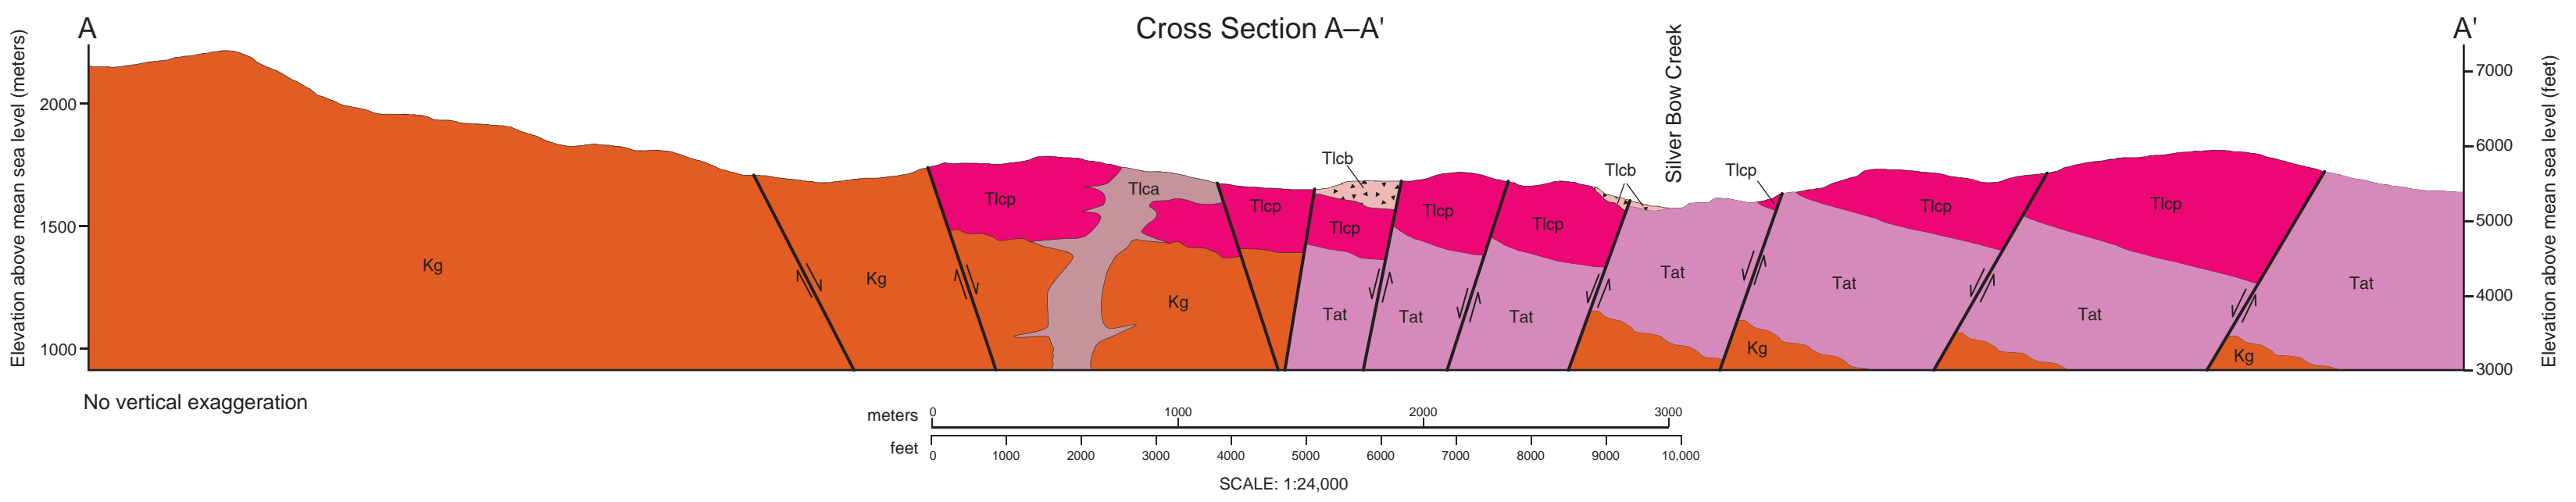 Cross Section A–A'
A
A'
Silver Bow Creek
Elevation above mean sea level (meters)
2000
1500
1000
7000
6000
5000
4000
3000
Elevation above mean sea level (feet)
Tlcb
Tlcb
Tlcp
Tlcp
Tlca
Tlcp
Tlcp
Tlcp
Tlcp
Tlcp
Tlcp
Kg
Kg
Kg
Tat
Tat
Tat
Tat
Tat
Tat
Tat
Kg
Kg
No vertical exaggeration
meters
0 1000 2000 3000
feet
0 1000 2000 3000 4000 5000 6000 7000 8000 9000 10,000
SCALE: 1:24,000